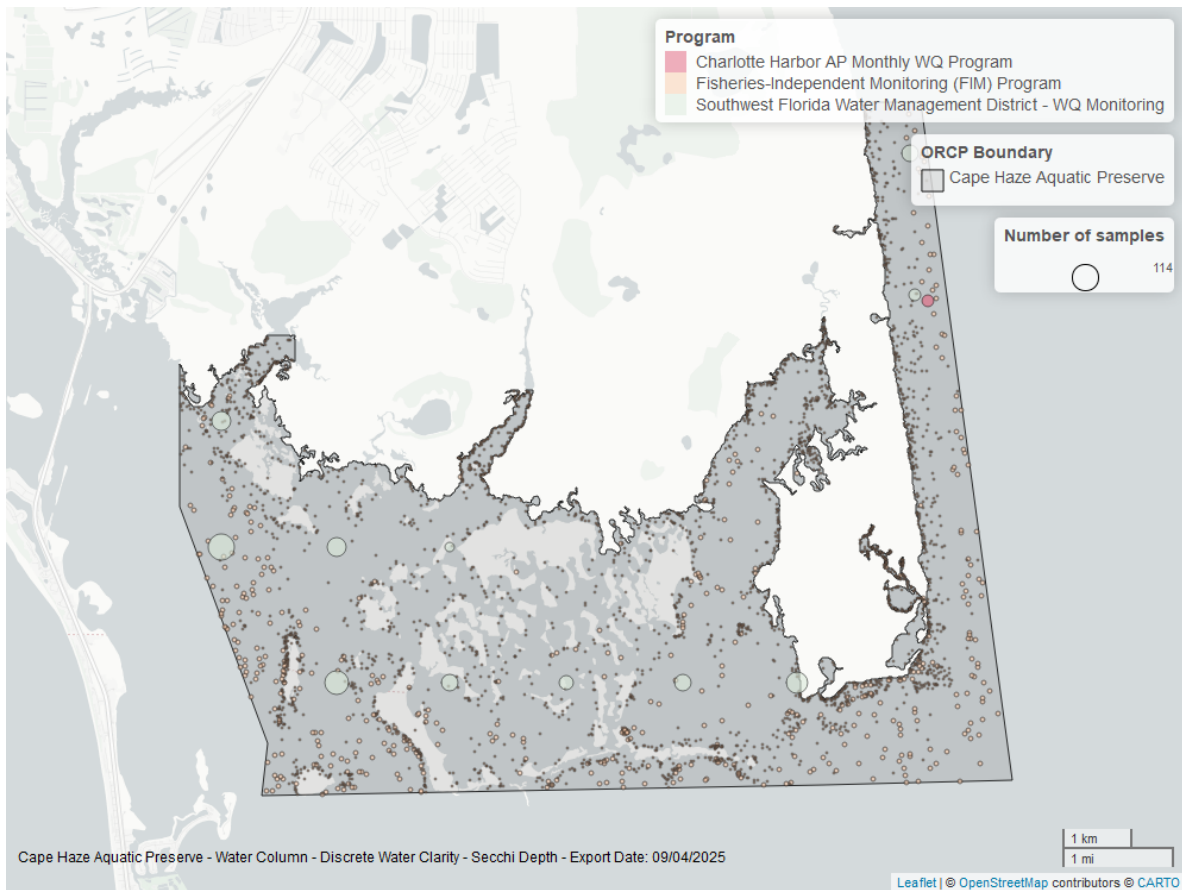 Program
Charlotte Harbor AP Monthly WQ Program
Fisheries-Independent Monitoring (FIM) Program
Southwest Florida Water Management District - WQ Monitoring
ORCP Boundary
Cape Haze Aquatic Preserve
Number of samples
114
1 km
1 mi
Cape Haze Aquatic Preserve - Water Column - Discrete Water Clarity - Secchi Depth - Export Date: 09/04/2025
Leaflet | © OpenStreetMap contributors © CARTO